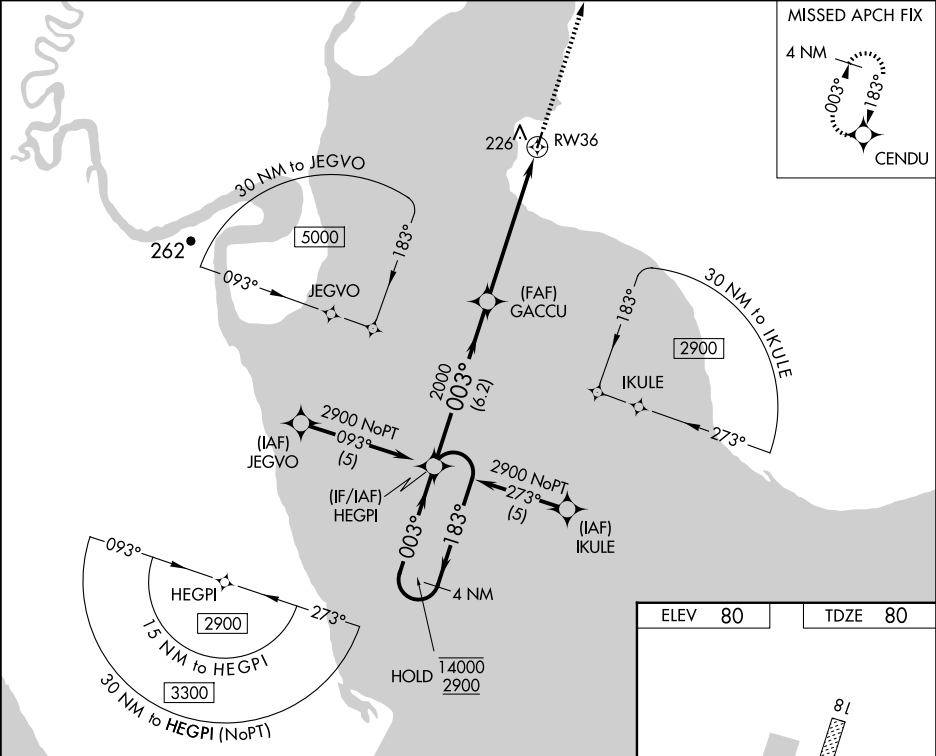 MISSED APCH FIX
4 NM
003°
183°
CENDU
226
RW36
30 NM to JEGVO
5000
183°
262
093°
JEGVO
(FAF)
GACCU
30 NM to IKULE
183°
2900
IKULE
273°
2000
003°
(6.2)
2900 NoPT
093°
(5)
(IAF)
JEGVO
(IF/IAF)
HEGPI
2900 NoPT
273°
(5)
(IAF)
IKULE
003°
183°
4 NM
HOLD
14000
2900
093°
HEGPI
273°
2900
15 NM to HEGPI
3300
30 NM to HEGPI (NoPT)
ELEV 80
TDZE 80
18